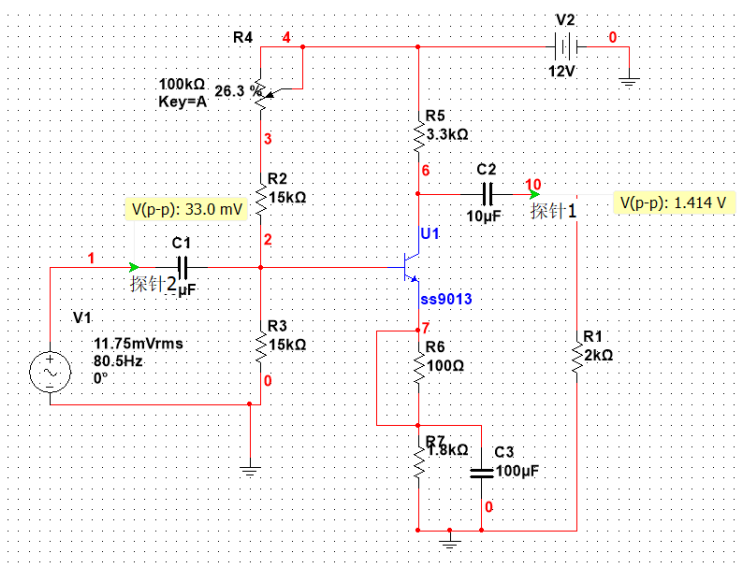 V2
R4
4
0
100kΩ
Key=A
26.3 %
12V
R5
3.3kΩ
3
6
C2
R2
15kΩ
10
V(p-p): 33.0 mV
10µF
探针1
V(p-p): 1.414 V
2
C1
U1
1
探针2
µF
ss9013
V1
7
R3
15kΩ
R6
100Ω
R1
2kΩ
11.75mVrms
80.5Hz
0°
0
R7
1.8kΩ
C3
100µF
0